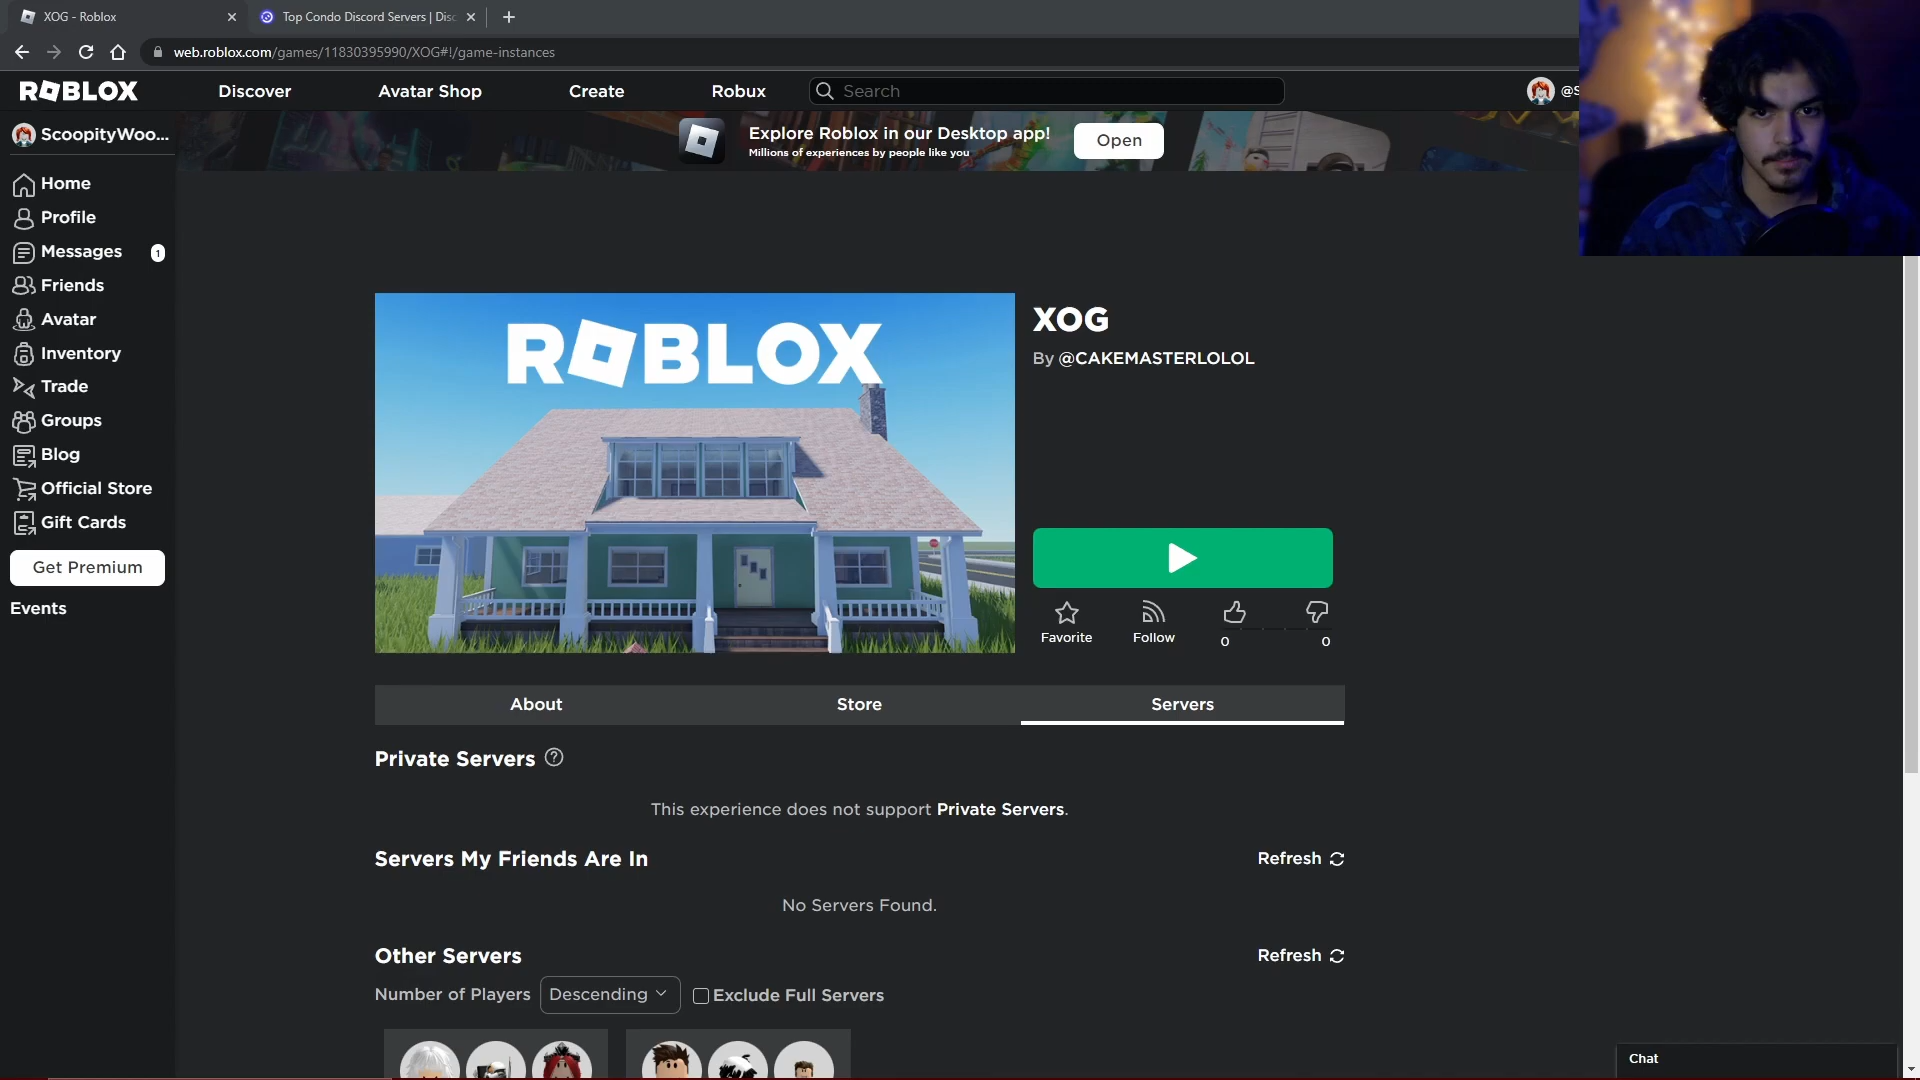 XOG - Roblox
Top Condo Discord Servers | Disc
web.roblox.com/games/11830395990/XOG#!/game-instances
ROBLOX
Discover
Avatar Shop
Create
Robux
Search
@S
ScoopityWoo...
Explore Roblox in our Desktop app!
Millions of experiences by people like you
Open
Home
Profile
Messages
1
Friends
Avatar
Inventory
Trade
Groups
Blog
Official Store
Gift Cards
Get Premium
Events
ROBLOX
XOG
By @CAKEMASTERLOLOL
Favorite
Follow
0
0
About
Store
Servers
Private Servers
This experience does not support Private Servers.
Servers My Friends Are In
Refresh
No Servers Found.
Other Servers
Refresh
Number of Players
Descending
Exclude Full Servers
Chat